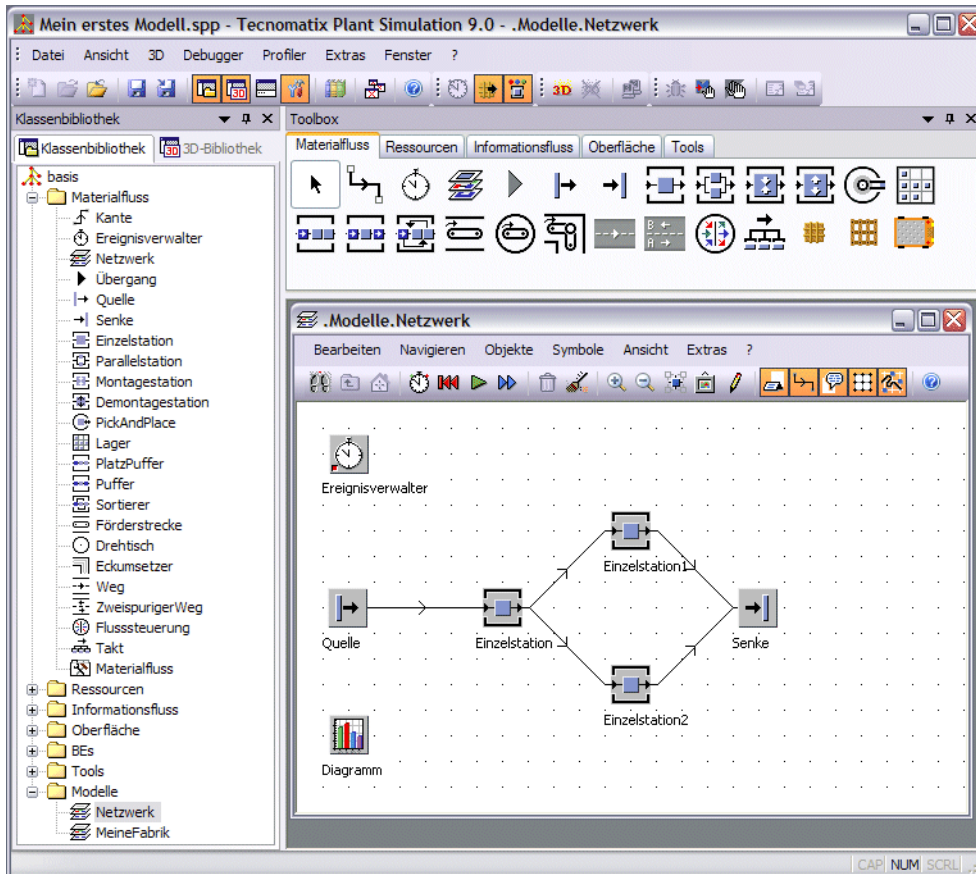 Mein erstes Modell.spp - Tecnomatix Plant Simulation 9.0 - .Modelle.Netzwerk
Datei Ansicht 3D Debugger Profiler Extras Fenster ?
3D
3D
Klassenbibliothek
Klassenbibliothek
3D
3D-Bibliothek
basis
Materialfluss
Kante
Ereignisverwalter
Netzwerk
Übergang
Quelle
Senke
Einzelstation
Parallelstation
Montagestation
Demontagestation
PickAndPlace
Lager
PlatzPuffer
Puffer
Sortierer
Förderstrecke
Drehtisch
Eckumsetzer
Weg
ZweispurigerWeg
Flusssteuerung
Takt
Materialfluss
Ressourcen
Informationsfluss
Oberfläche
BEs
Tools
Modelle
Netzwerk
MeineFabrik
Toolbox
Materialfluss Ressourcen Informationsfluss Oberfläche Tools
B
A
.Modelle.Netzwerk
Bearbeiten Navigieren Objekte Symbole Ansicht Extras ?
Ereignisverwalter
Einzelstation1
Quelle
Einzelstation
Senke
Einzelstation2
Diagramm
CAP NUM SCRL